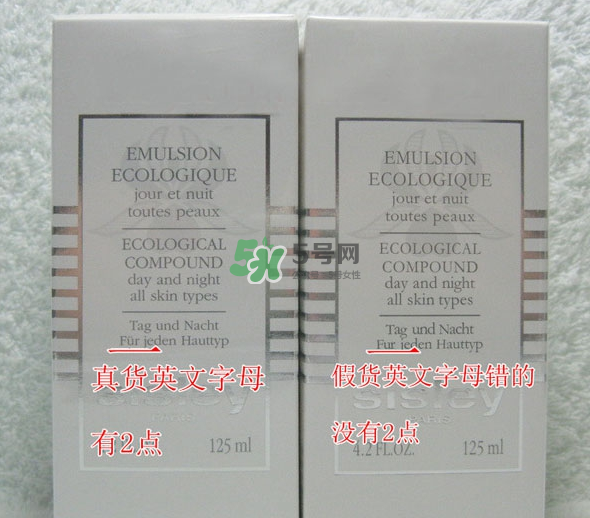 EMULSION
ECOLOGIQUE
jour et nuit
toutes peaux
ECOLOGICAL
COMPOUND
day and night
all skin types
Tag und Nacht
Für jeden Hauttyp
真货英文字母
有2点
125 ml
EMULSION
ECOLOGIQUE
jour et nuit
toutes peaux
ECOLOGICAL
COMPOUND
day and night
all skin types
Tag und Nacht
Fur jeden Hauttyp
假货英文字母错的
sisley
PARIS
没有2点
4.2 FL.OZ. 125 ml
5号网